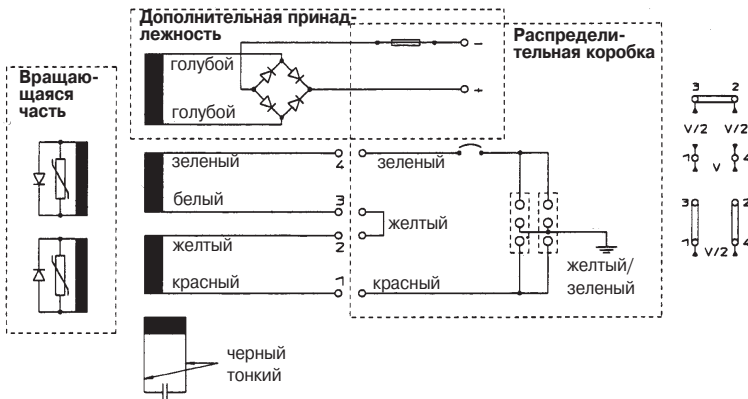 Дополнительная принад-
лежность
Распредели-
тельная коробка
Вращаю-
щаяся
часть
голубой
голубой
зеленый
4
зеленый
белый
3
желтый
желтый
2
красный
1
красный
желтый/
зеленый
черный
тонкий
-
+
3 2
V/2 V/2
1 V 4
3 2
1 V/2 4